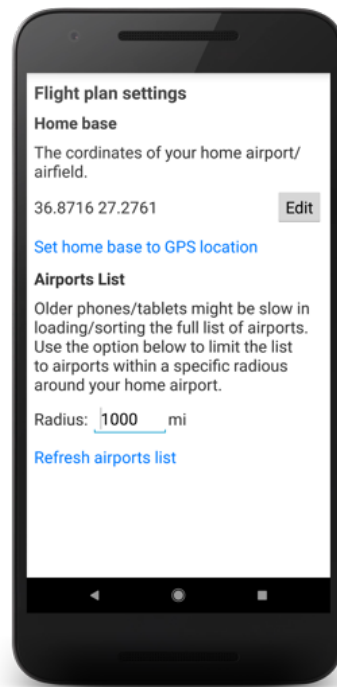 Flight plan settings
Home base
The cordinates of your home airport/
airfield.
36.8716 27.2761 Edit
Set home base to GPS location
Airports List
Older phones/tablets might be slow in
loading/sorting the full list of airports.
Use the option below to limit the list
to airports within a specific radious
around your home airport.
Radius: 1000 mi
Refresh airports list